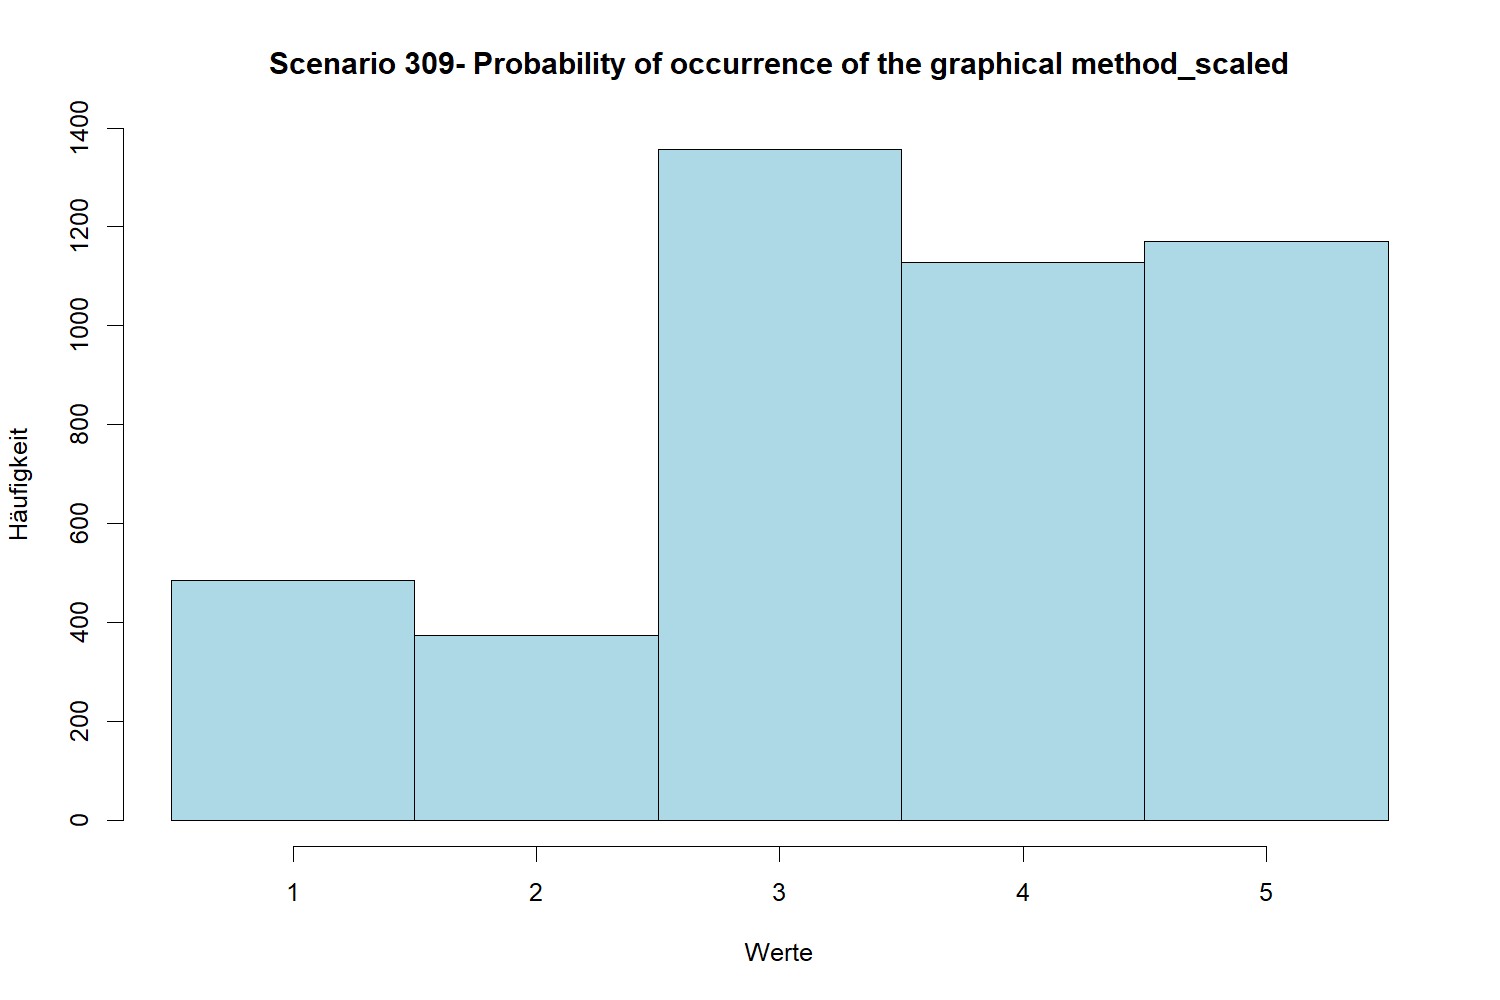 Scenario 309- Probability of occurrence of the graphical method_scaled
Häufigkeit
1400
1200
1000
800
600
400
200
0
1 2 3 4 5
Werte